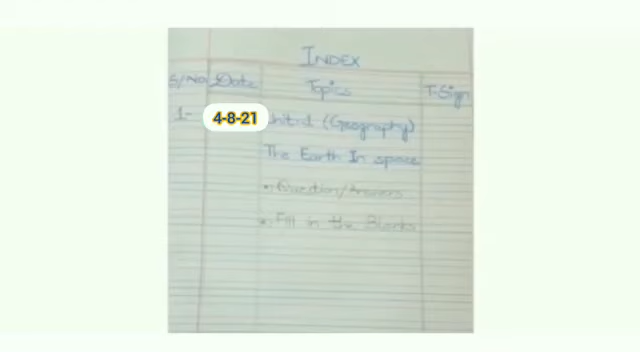 INDEX
S/No Date Topics T-Sign
1- 4-8-21 Unit:1 (Geography)
The Earth In space
Question/Answers
Fill in the Blanks